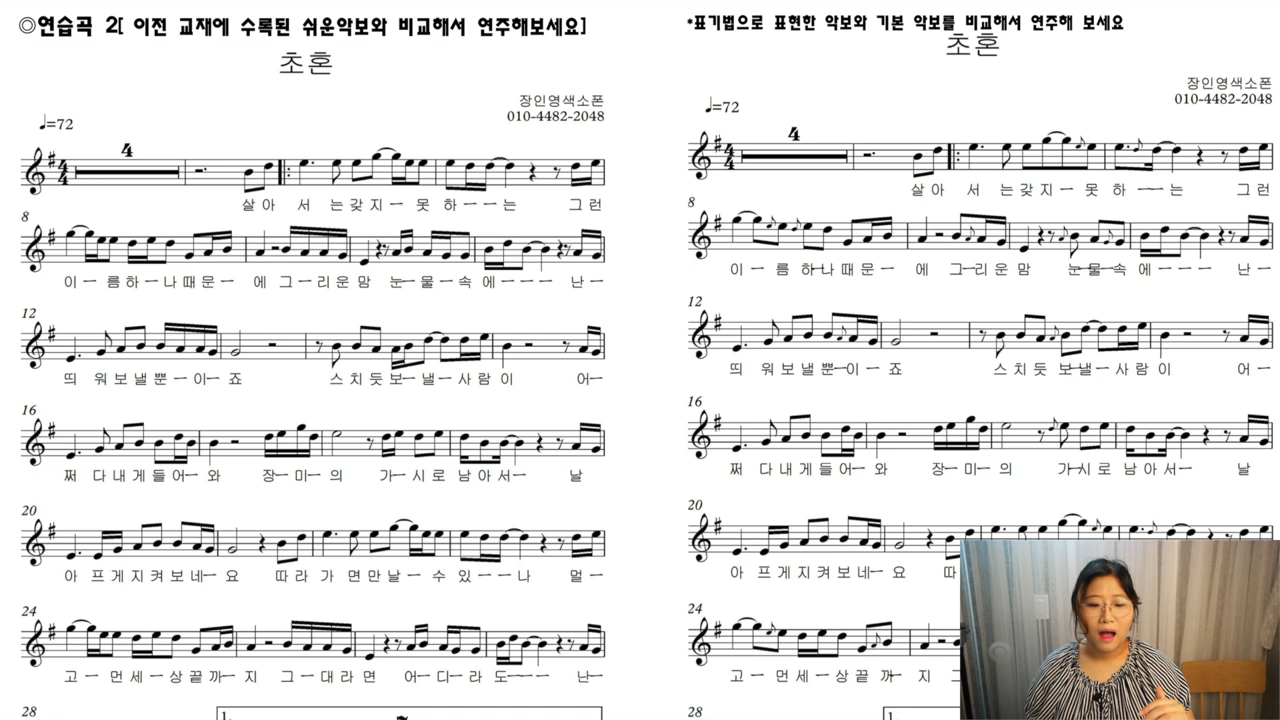 ◎연습곡 2[ 이전 교재에 수록된 쉬운악보와 비교해서 연주해보세요]
초혼
장인영색소폰
010-4482-2048
♩=72
4
살 아 서 는 갖 지 ㅡ 못 하 ㅡ ㅡ 는 그 런
8
이 ㅡ 름 하 ㅡ 나 때 문 ㅡ 에 그 ㅡ 리 운 맘 눈 ㅡ 물 ㅡ 속 에 ㅡ ㅡ ㅡ 난 ㅡ
12
띄 워 보 낼 뿐 ㅡ 이 ㅡ 죠 스 치 듯 보 ㅡ 낼 ㅡ 사 람 이 어 ㅡ
16
쩌 다 내 게 들 어 ㅡ 와 장 ㅡ 미 ㅡ 의 가 ㅡ 시 로 남 아 서 ㅡ 날
20
아 프 게 지 켜 보 네 ㅡ 요 따 라 가 면 만 날 ㅡ 수 있 ㅡ ㅡ 나 멀 ㅡ
24
고 ㅡ 먼 세 ㅡ 상 끝 까 ㅡ 지 그 ㅡ 대 라 면 어 ㅡ 디 ㅡ 라 도 ㅡ ㅡ ㅡ 난 ㅡ
28
1.
*표기법으로 표현한 악보와 기본 악보를 비교해서 연주해 보세요
초혼
장인영색소폰
010-4482-2048
♩=72
4
살 아 서 는 갖 지 ㅡ 못 하 ㅡ ㅡ 는 그 런
8
이 ㅡ 름 하 ㅡ 나 때 문 ㅡ 에 그 ㅡ 리 운 맘 눈 ㅡ 물 ㅡ 속 에 ㅡ ㅡ ㅡ 난 ㅡ
12
띄 워 보 낼 뿐 ㅡ 이 ㅡ 죠 스 치 듯 보 ㅡ 낼 ㅡ 사 람 이 어 ㅡ
16
쩌 다 내 게 들 어 ㅡ 와 장 ㅡ 미 ㅡ 의 가 ㅡ 시 로 남 아 서 ㅡ 날
20
아 프 게 지 켜 보 네 ㅡ 요 따
24
고 ㅡ 먼 세 ㅡ 상 끝 까 ㅡ 지 그
28
1.